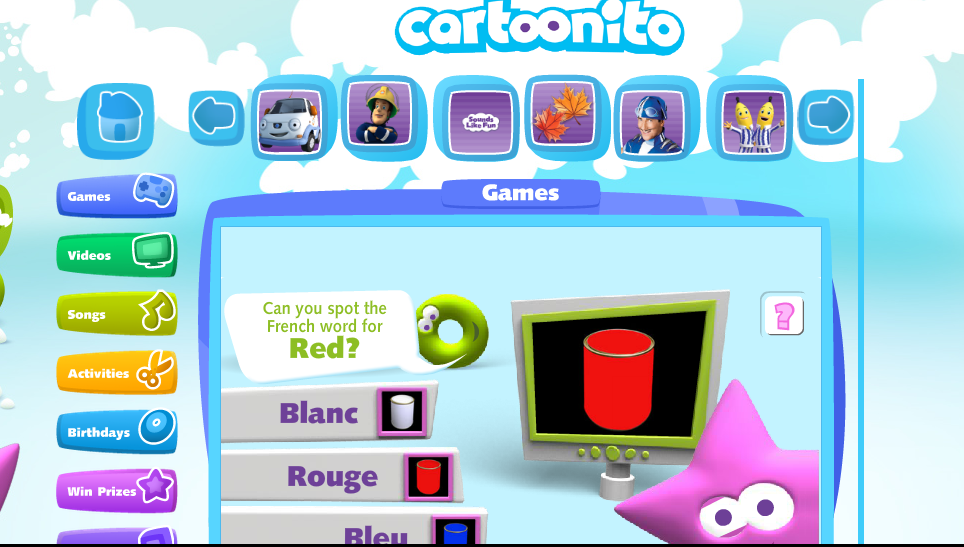 cartoonito
Sounds
Like Fun
Games
Games
Videos
Songs
Activities
Birthdays
Win Prizes
Can you spot the
French word for
Red?
?
Blanc
Rouge
Bleu